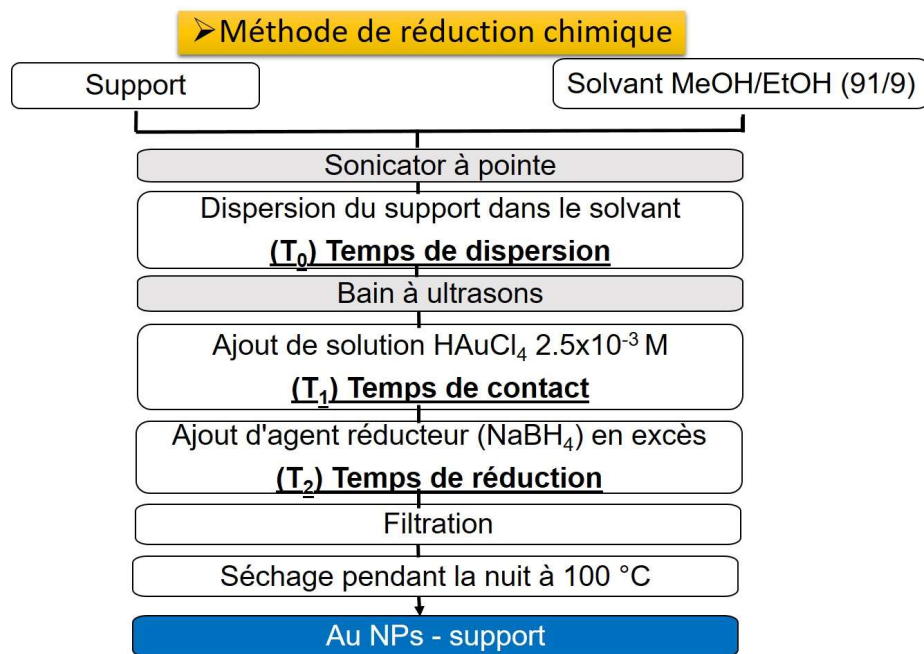 ➢Méthode de réduction chimique
Support
Solvant MeOH/EtOH (91/9)
Sonicator à pointe
Dispersion du support dans le solvant
(T₀) Temps de dispersion
Bain à ultrasons
Ajout de solution HAuCl₄ 2.5x10⁻³ M
(T₁) Temps de contact
Ajout d'agent réducteur (NaBH₄) en excès
(T₂) Temps de réduction
Filtration
Séchage pendant la nuit à 100 °C
Au NPs - support